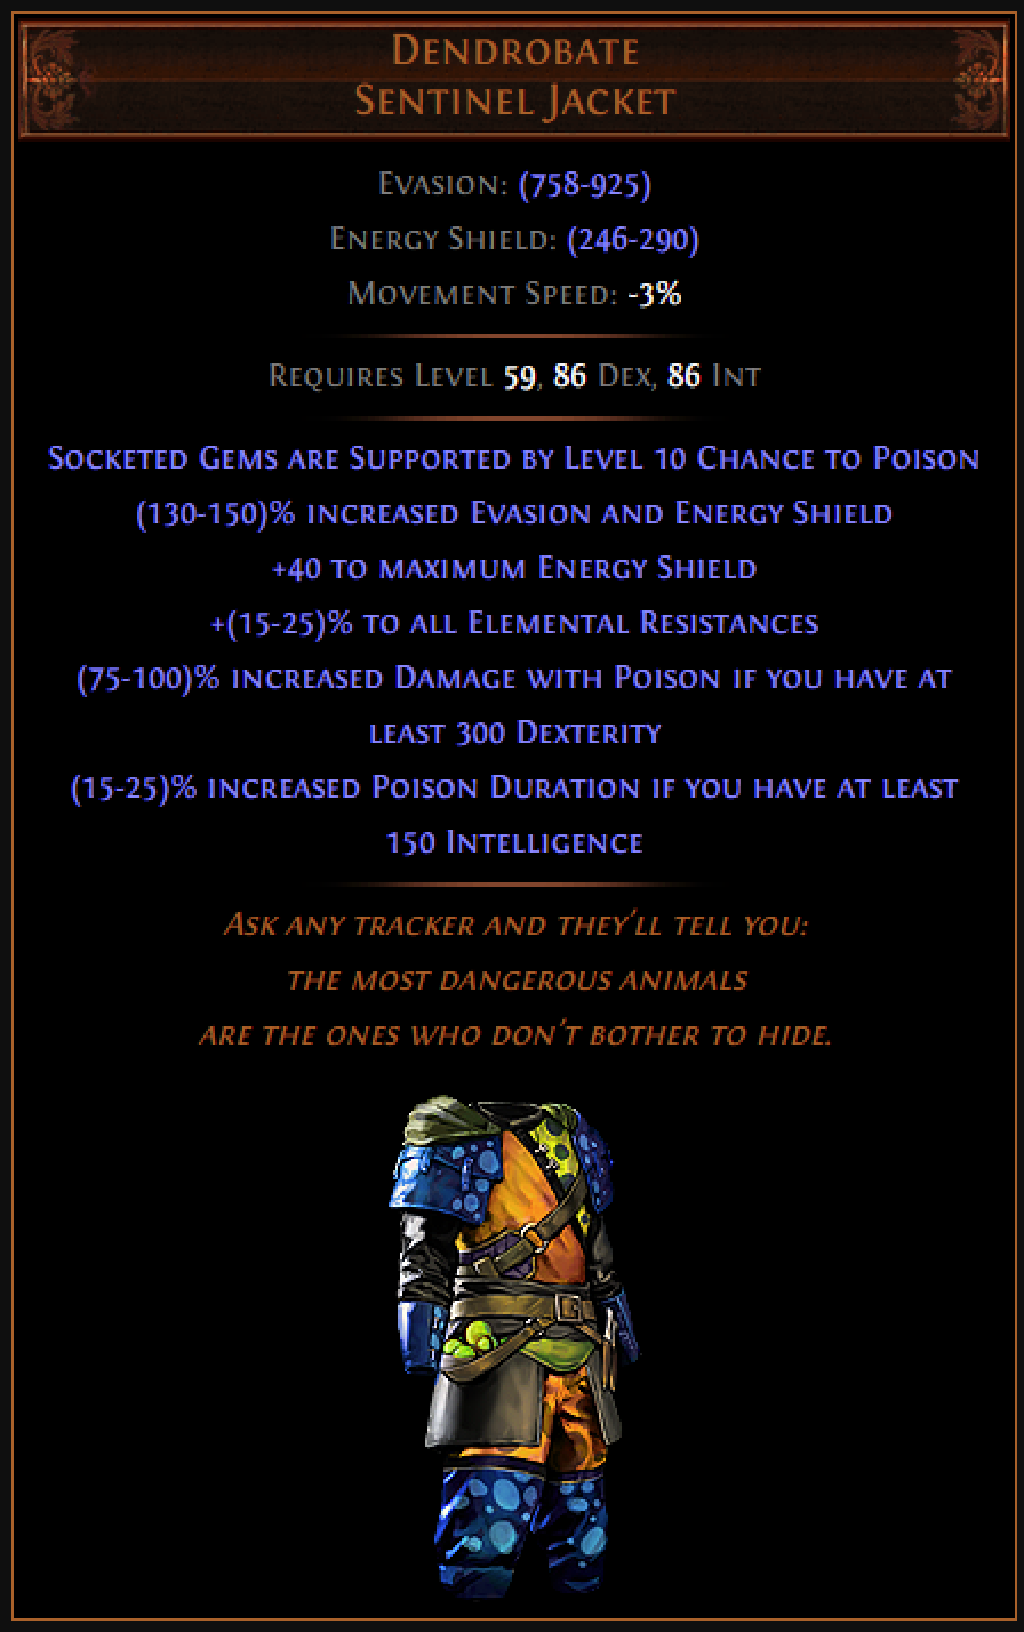 Dendrobate
Sentinel Jacket
Evasion: (758-925)
Energy Shield: (246-290)
Movement Speed: -3%
Requires Level 59, 86 Dex, 86 Int
Socketed Gems are Supported by Level 10 Chance to Poison
(130-150)% increased Evasion and Energy Shield
+40 to maximum Energy Shield
+(15-25)% to all Elemental Resistances
(75-100)% increased Damage with Poison if you have at
least 300 Dexterity
(15-25)% increased Poison Duration if you have at least
150 Intelligence
Ask any tracker and they'll tell you:
the most dangerous animals
are the ones who don't bother to hide.